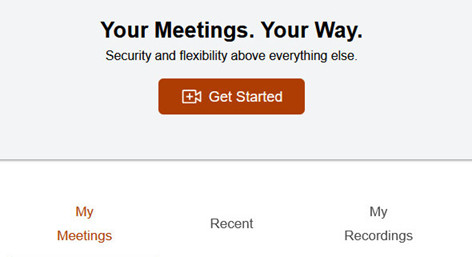 Your Meetings. Your Way.
Security and flexibility above everything else.
Get Started
My
Meetings
Recent
My
Recordings